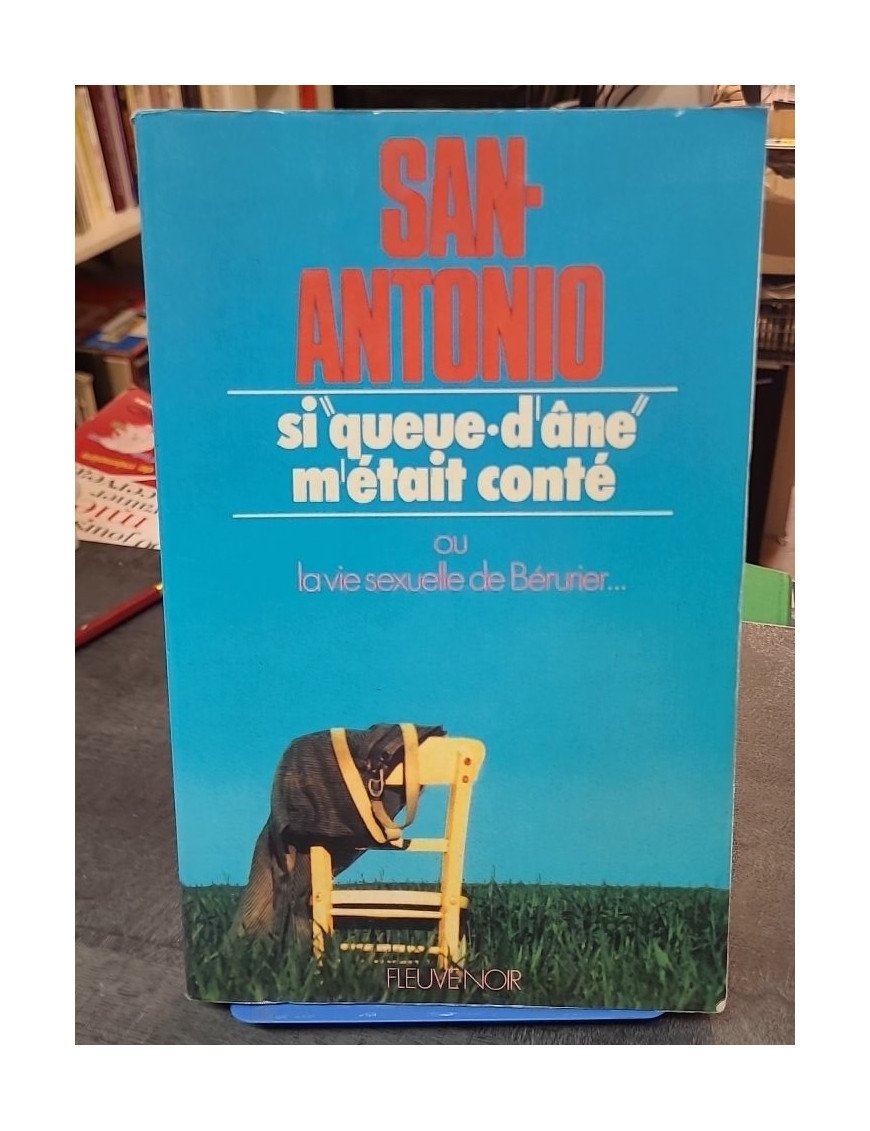 SAN-
ANTONIO
si "queue-d'âne"
m'était conté
ou
la vie sexuelle de Bérurier...
FLEUVE NOIR